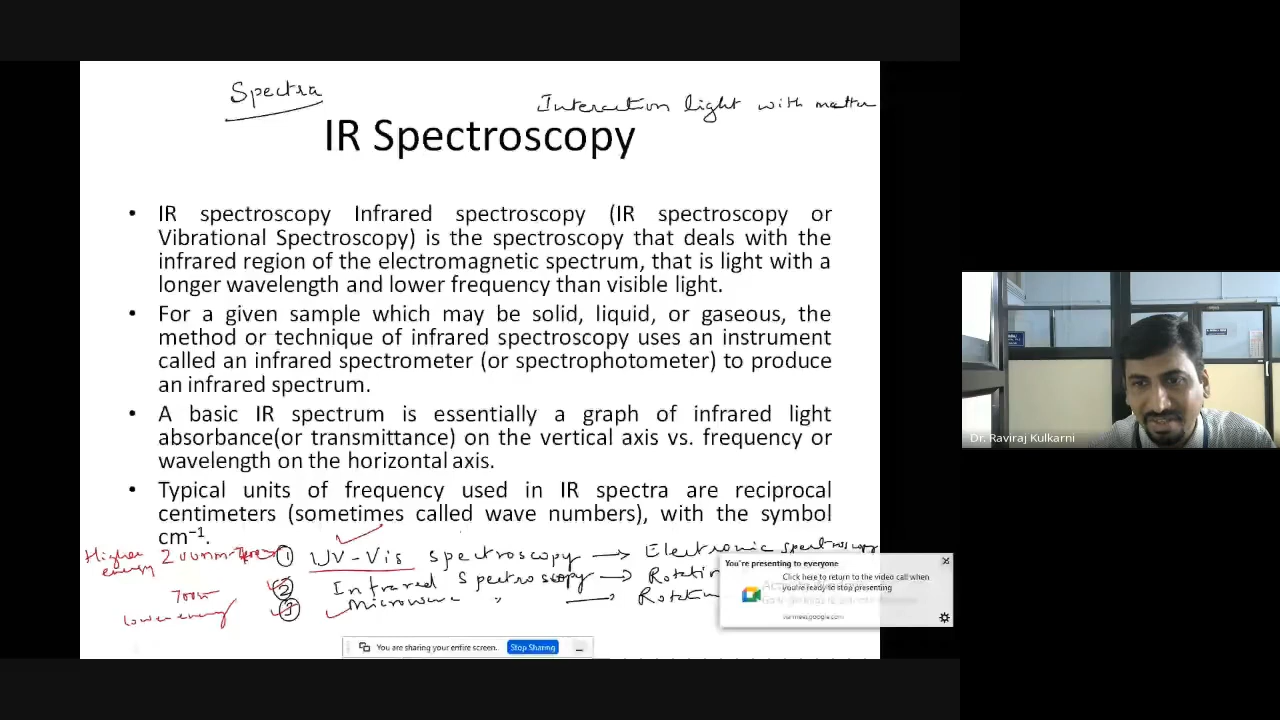 Spectra
Interaction light with matter
IR Spectroscopy
• IR spectroscopy Infrared spectroscopy (IR spectroscopy or
Vibrational Spectroscopy) is the spectroscopy that deals with the
infrared region of the electromagnetic spectrum, that is light with a
longer wavelength and lower frequency than visible light.
• For a given sample which may be solid, liquid, or gaseous, the
method or technique of infrared spectroscopy uses an instrument
called an infrared spectrometer (or spectrophotometer) to produce
an infrared spectrum.
• A basic IR spectrum is essentially a graph of infrared light
absorbance(or transmittance) on the vertical axis vs. frequency or
wavelength on the horizontal axis.
• Typical units of frequency used in IR spectra are reciprocal
centimeters (sometimes called wave numbers), with the symbol
cm⁻¹.
Higher energy
① UV-Vis spectroscopy → Electronic spectroscopy
② Infrared Spectroscopy →
lower energy
③ Microwave " →
You're presenting to everyone
Click here to return to the video call when
you're ready to stop presenting
You are sharing your entire screen. Stop Sharing
Dr. Raviraj Kulkarni